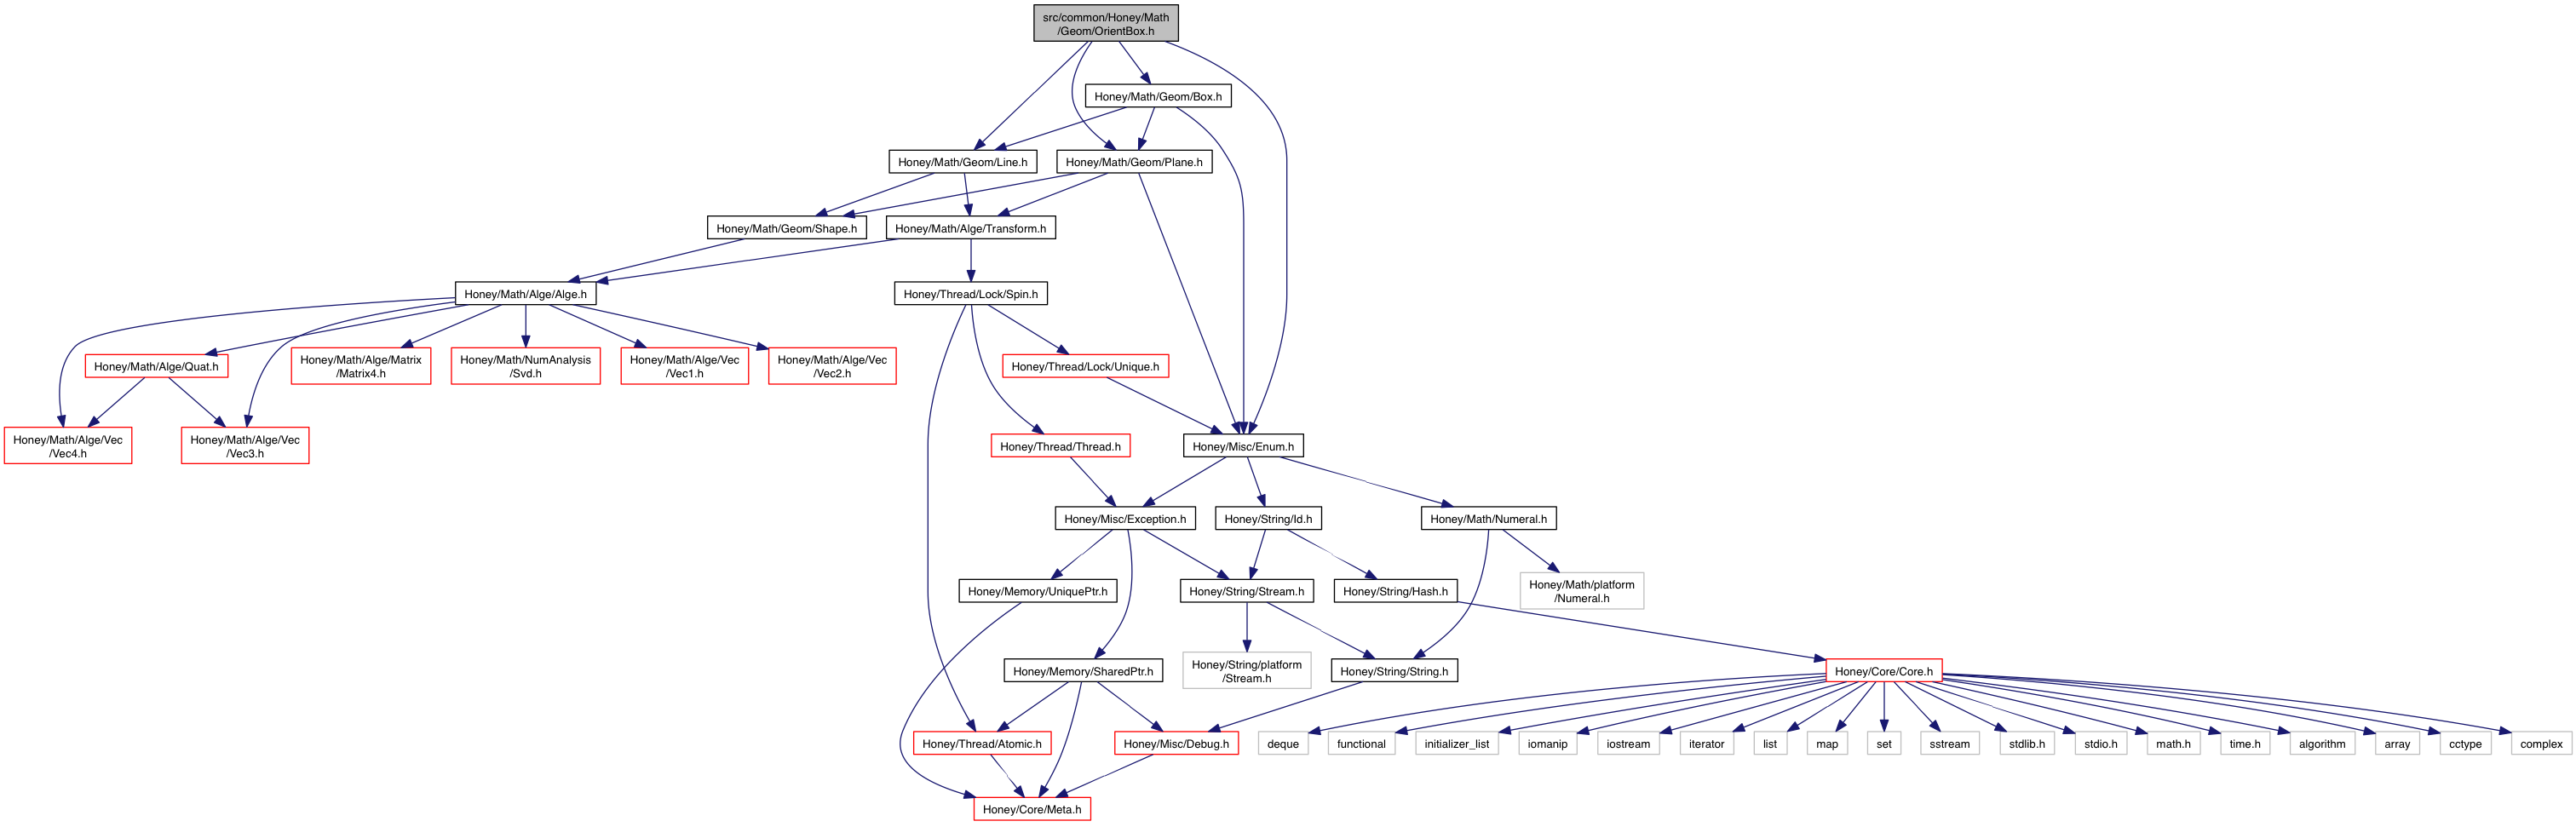 src/common/Honey/Math
/Geom/OrientBox.h
Honey/Math/Geom/Box.h
Honey/Math/Geom/Line.h
Honey/Math/Geom/Plane.h
Honey/Math/Geom/Shape.h
Honey/Math/Alge/Transform.h
Honey/Math/Alge/Alge.h
Honey/Thread/Lock/Spin.h
Honey/Math/Alge/Quat.h
Honey/Math/Alge/Matrix
/Matrix4.h
Honey/Math/NumAnalysis
/Svd.h
Honey/Math/Alge/Vec
/Vec1.h
Honey/Math/Alge/Vec
/Vec2.h
Honey/Thread/Lock/Unique.h
Honey/Math/Alge/Vec
/Vec4.h
Honey/Math/Alge/Vec
/Vec3.h
Honey/Thread/Thread.h
Honey/Misc/Enum.h
Honey/Misc/Exception.h
Honey/String/Id.h
Honey/Math/Numeral.h
Honey/Memory/UniquePtr.h
Honey/String/Stream.h
Honey/String/Hash.h
Honey/Math/platform
/Numeral.h
Honey/Memory/SharedPtr.h
Honey/String/platform
/Stream.h
Honey/String/String.h
Honey/Core/Core.h
Honey/Thread/Atomic.h
Honey/Misc/Debug.h
deque
functional
initializer_list
iomanip
iostream
iterator
list
map
set
sstream
stdlib.h
stdio.h
math.h
time.h
algorithm
array
cctype
complex
Honey/Core/Meta.h